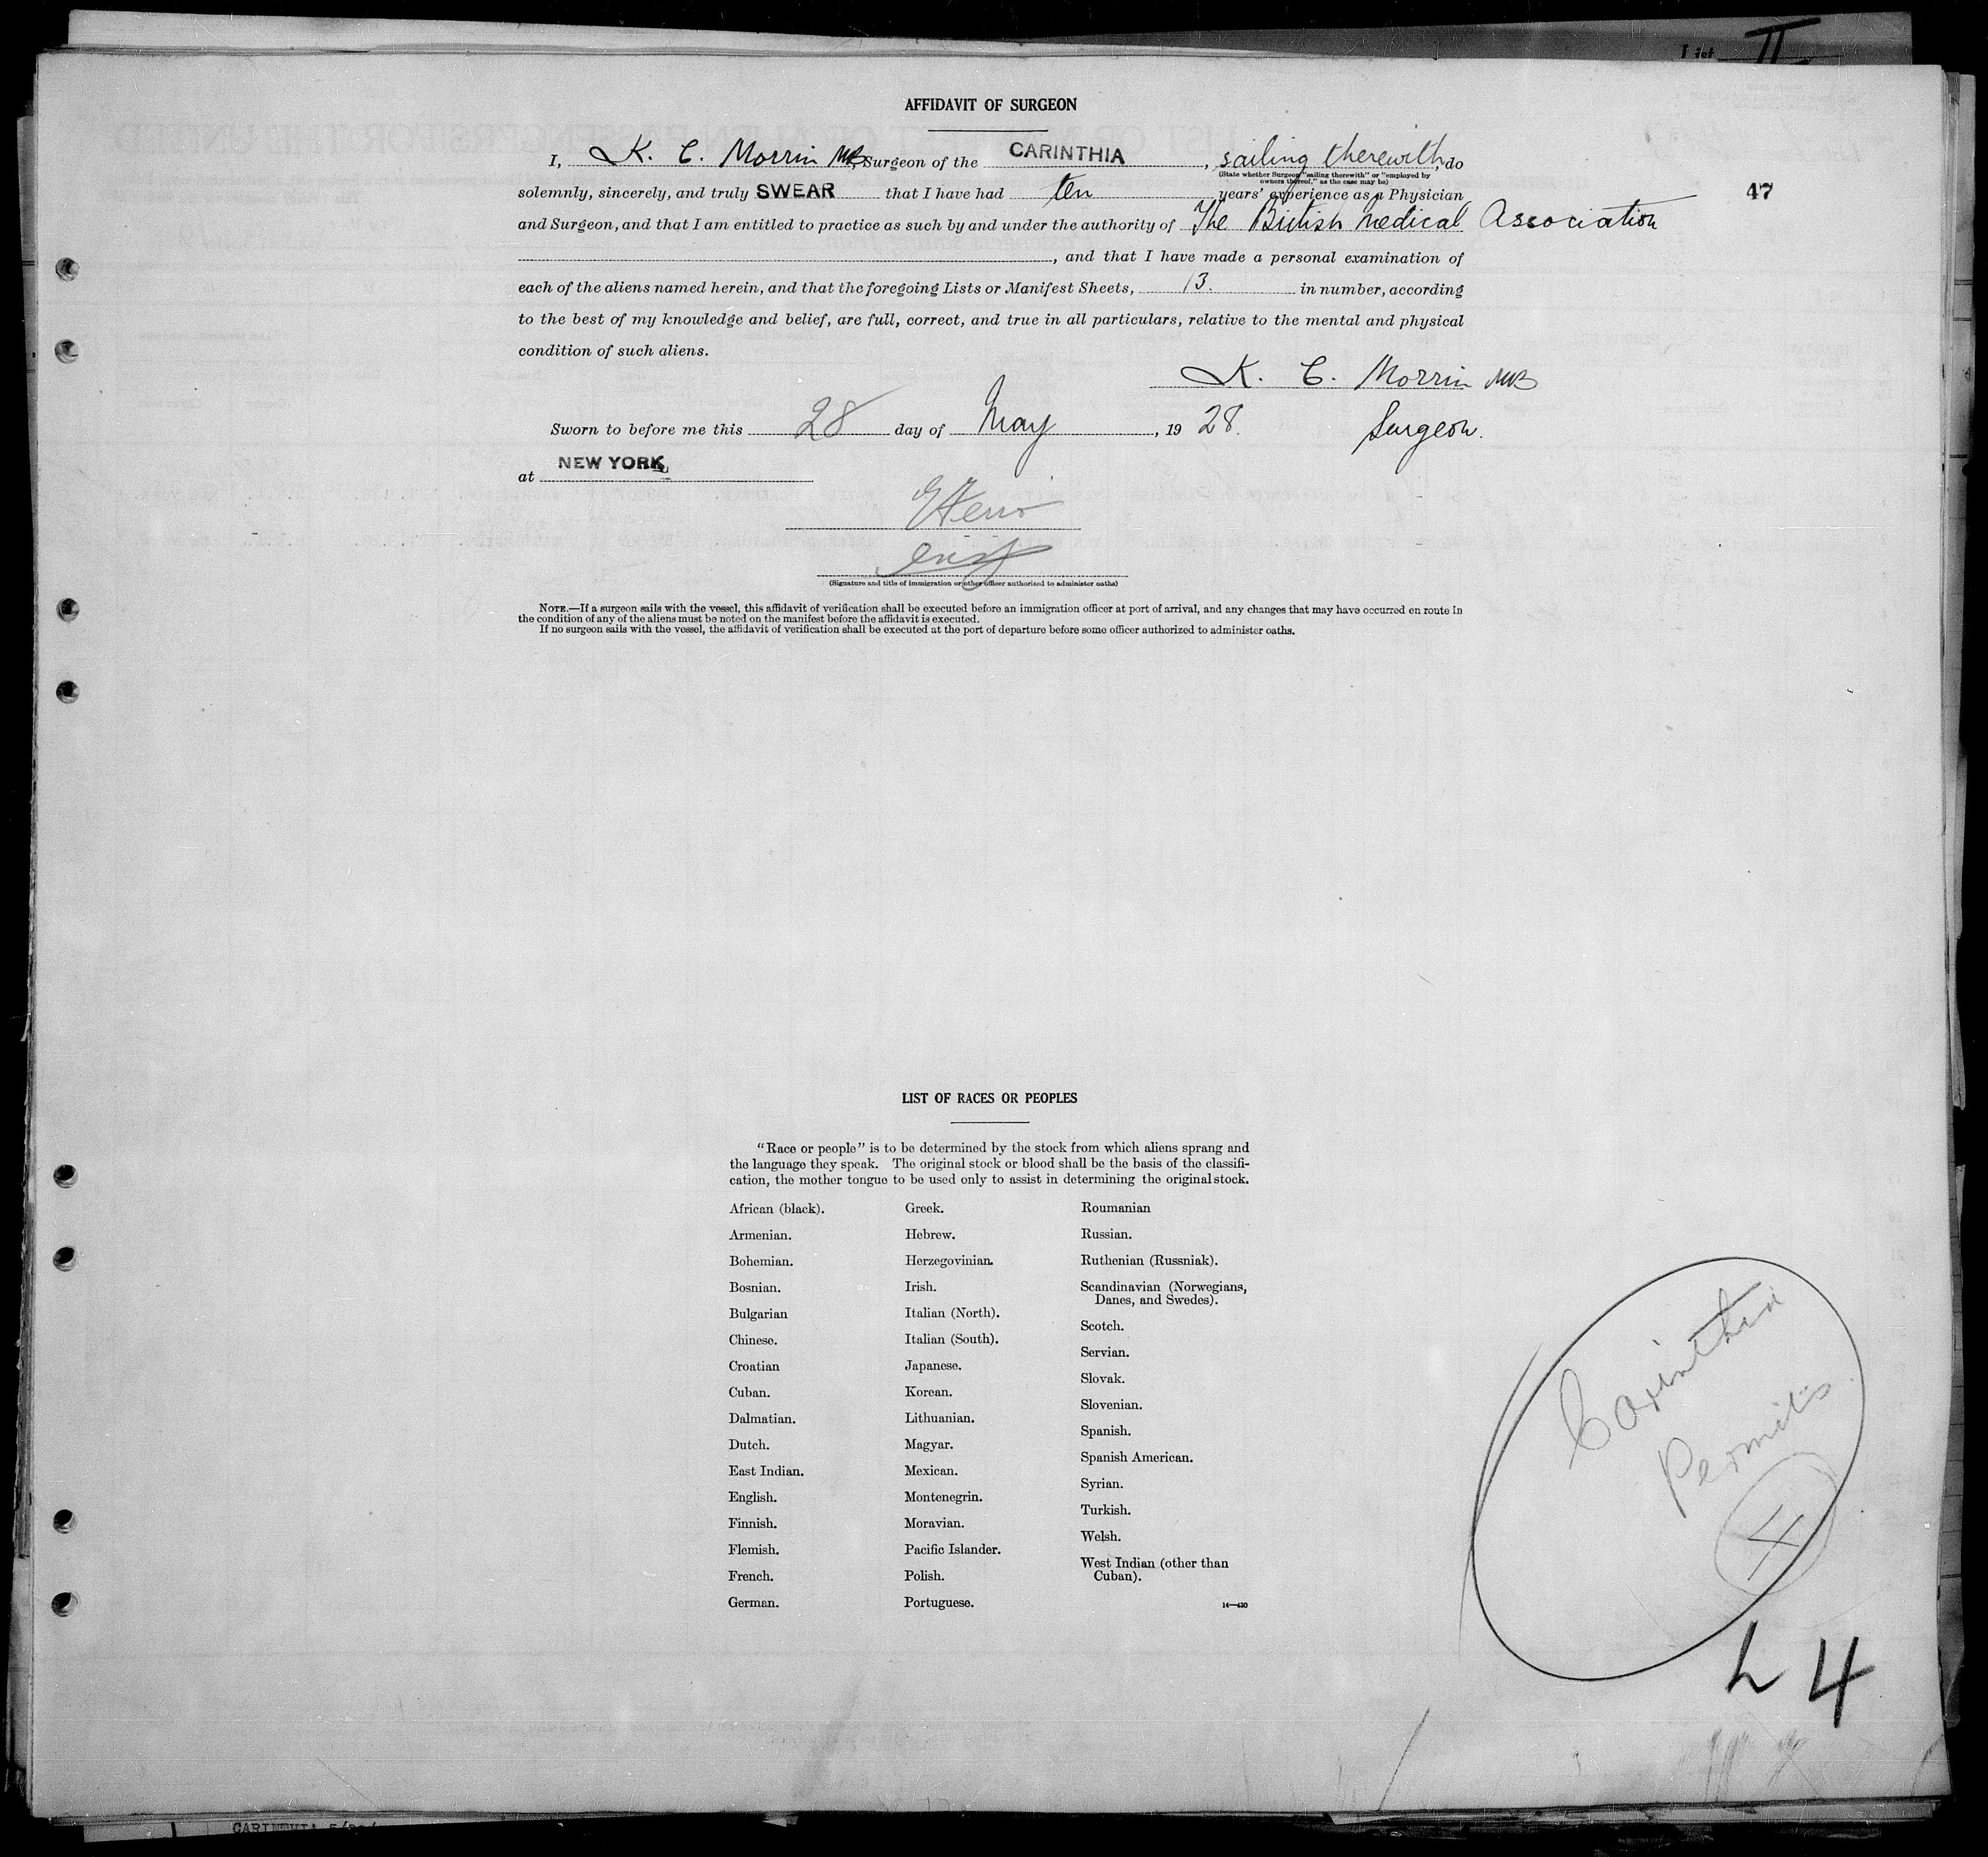 List II
AFFIDAVIT OF SURGEON
I, K. C. Morrin MB, Surgeon of the CARINTHIA, sailing therewith, do
(State whether Surgeon "sailing therewith" or "employed by
owners thereof," as the case may be)
solemnly, sincerely, and truly SWEAR that I have had ten years' experience as a Physician
47
and Surgeon, and that I am entitled to practice as such by and under the authority of The British Medical Association
, and that I have made a personal examination of
each of the aliens named herein, and that the foregoing Lists or Manifest Sheets, 13. in number, according
to the best of my knowledge and belief, are full, correct, and true in all particulars, relative to the mental and physical
condition of such aliens.
K. C. Morrin MB
Surgeon.
Sworn to before me this 28 day of May, 1928.
at NEW YORK
(Signature and title of immigration or other officer authorized to administer oaths)
NOTE.—If a surgeon sails with the vessel, this affidavit of verification shall be executed before an immigration officer at port of arrival, and any changes that may have occurred en route in
the condition of any of the aliens must be noted on the manifest before the affidavit is executed.
If no surgeon sails with the vessel, the affidavit of verification shall be executed at the port of departure before some officer authorized to administer oaths.
LIST OF RACES OR PEOPLES
"Race or people" is to be determined by the stock from which aliens sprang and
the language they speak. The original stock or blood shall be the basis of the classifi-
cation, the mother tongue to be used only to assist in determining the original stock.
African (black).
Armenian.
Bohemian.
Bosnian.
Bulgarian
Chinese.
Croatian
Cuban.
Dalmatian.
Dutch.
East Indian.
English.
Finnish.
Flemish.
French.
German.
Greek.
Hebrew.
Herzegovinian.
Irish.
Italian (North).
Italian (South).
Japanese.
Korean.
Lithuanian.
Magyar.
Mexican.
Montenegrin.
Moravian.
Pacific Islander.
Polish.
Portuguese.
Roumanian
Russian.
Ruthenian (Russniak).
Scandinavian (Norwegians,
Danes, and Swedes).
Scotch.
Servian.
Slovak.
Slovenian.
Spanish.
Spanish American.
Syrian.
Turkish.
Welsh.
West Indian (other than
Cuban).
14—430
Carinthia
Permits
4
L 4
CARINTHIA